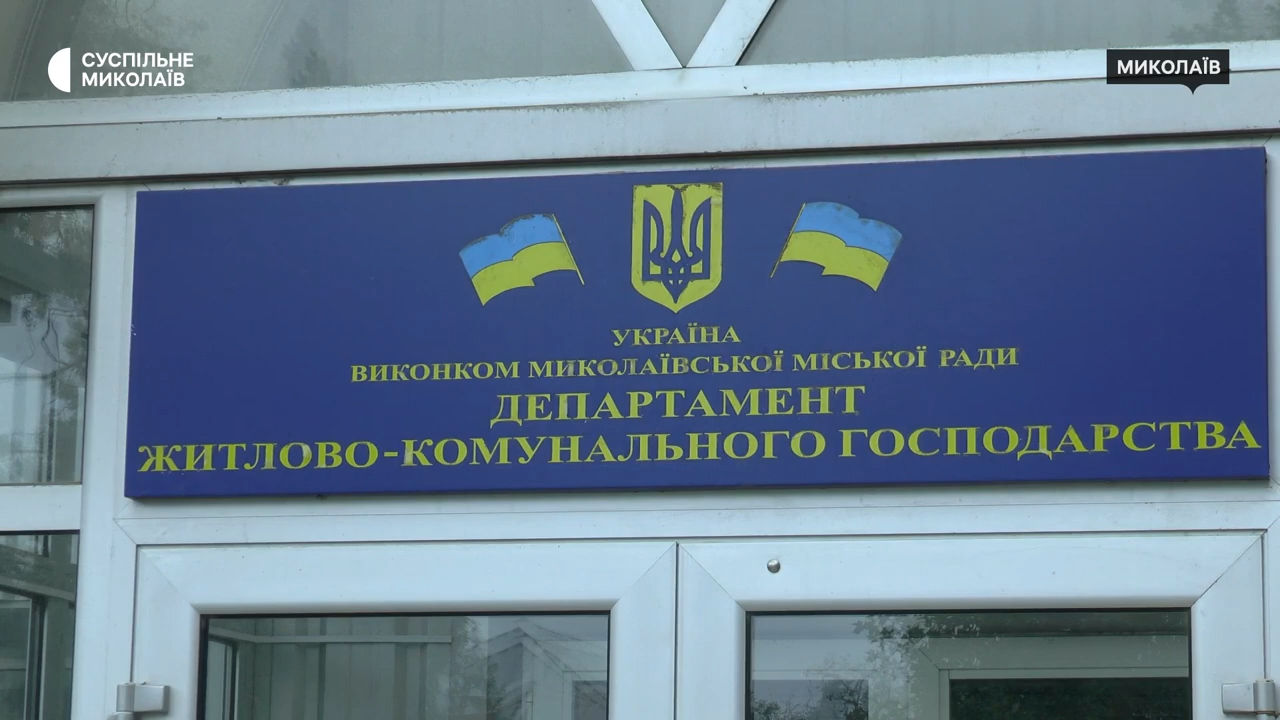 СУСПІЛЬНЕ
МИКОЛАЇВ
МИКОЛАЇВ
УКРАЇНА
ВИКОНКОМ МИКОЛАЇВСЬКОЇ МІСЬКОЇ РАДИ
ДЕПАРТАМЕНТ
ЖИТЛОВО-КОМУНАЛЬНОГО ГОСПОДАРСТВА